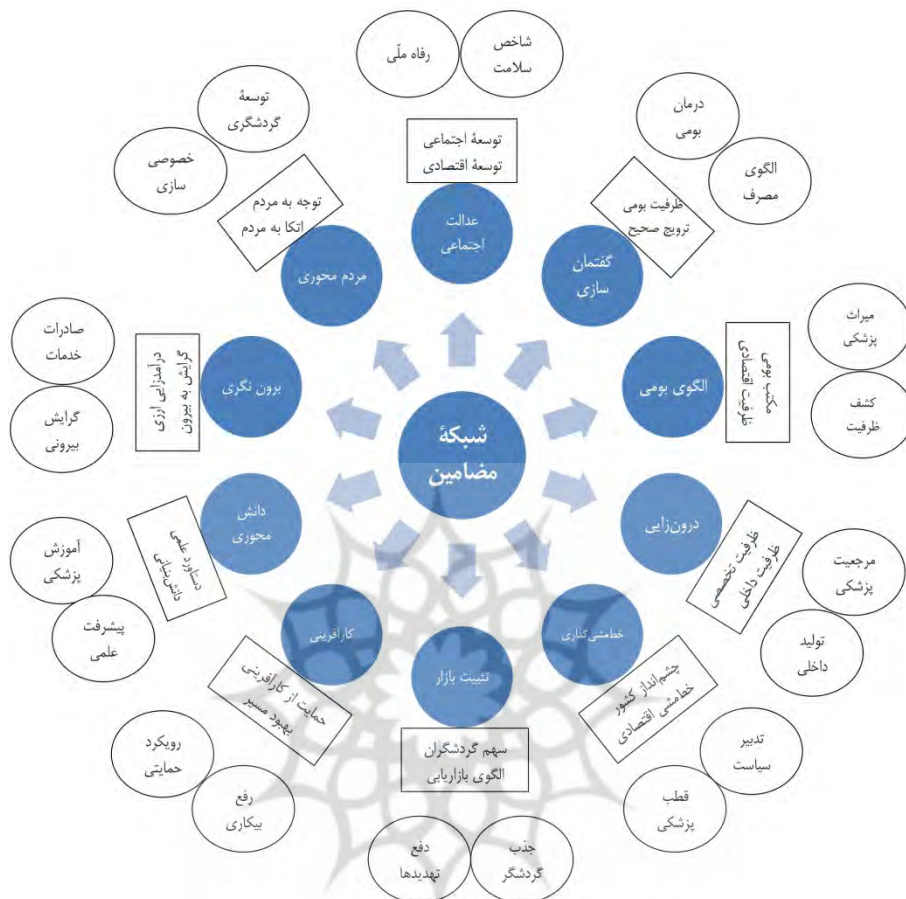 شبکهٔ
مضامین
عدالت
اجتماعی
توسعهٔ اجتماعی
توسعهٔ اقتصادی
شاخص
سلامت
رفاه ملّی
گفتمان
سازی
ظرفیت بومی
ترویج صحیح
درمان
بومی
الگوی
مصرف
الگوی بومی
مکتب بومی
ظرفیت اقتصادی
میراث
پزشکی
کشف
ظرفیت
درون‌زایی
ظرفیت تخصصی
ظرفیت داخلی
مرجعیت
پزشکی
تولید
داخلی
خط‌مشی‌گذاری
چشم‌انداز کشور
خط‌مشی اقتصادی
تدبیر
سیاست
قطب
پزشکی
تثبیت بازار
سهم گردشگران
الگوی بازاریابی
جذب
گردشگر
دفع
تهدیدها
کارافرینی
حمایت از کارآفرینی
بهبود مسیر
رفع
بیکاری
رویکرد
حمایتی
دانش
محوری
دستاورد علمی
دانش‌بنیانی
پیشرفت
علمی
آموزش
پزشکی
برون نگری
گرایش به بیرون
درآمدزایی ارزی
گرایش
بیرونی
صادرات
خدمات
مردم محوری
توجه به مردم
اتکا به مردم
خصوصی
سازی
توسعهٔ
گردشگری